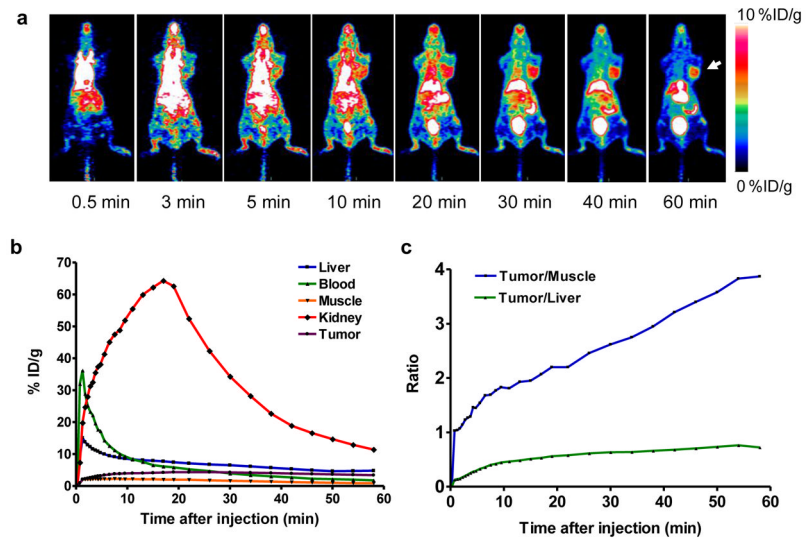 a
10 %ID/g
0 %ID/g
0.5 min 3 min 5 min 10 min 20 min 30 min 40 min 60 min
b
70
60
50
40
30
20
10
0
% ID/g
Liver
Blood
Muscle
Kidney
Tumor
0 10 20 30 40 50 60
Time after injection (min)
c
4
3
2
1
0
Ratio
Tumor/Muscle
Tumor/Liver
0 10 20 30 40 50 60
Time after injection (min)